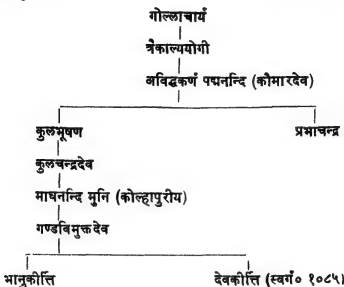 गोल्लाचार्य
त्रैकाल्ययोगी
अविद्धकर्ण पद्मनन्दि (कौमारदेव)
कुलभूषण प्रभाचन्द्र
कुलचन्द्रदेव
माघनन्दि मुनि (कोल्हापुरीय)
गण्डविमुक्तदेव
भानुकीर्त्ति देवकीर्त्ति (स्वर्ग० १०८५)